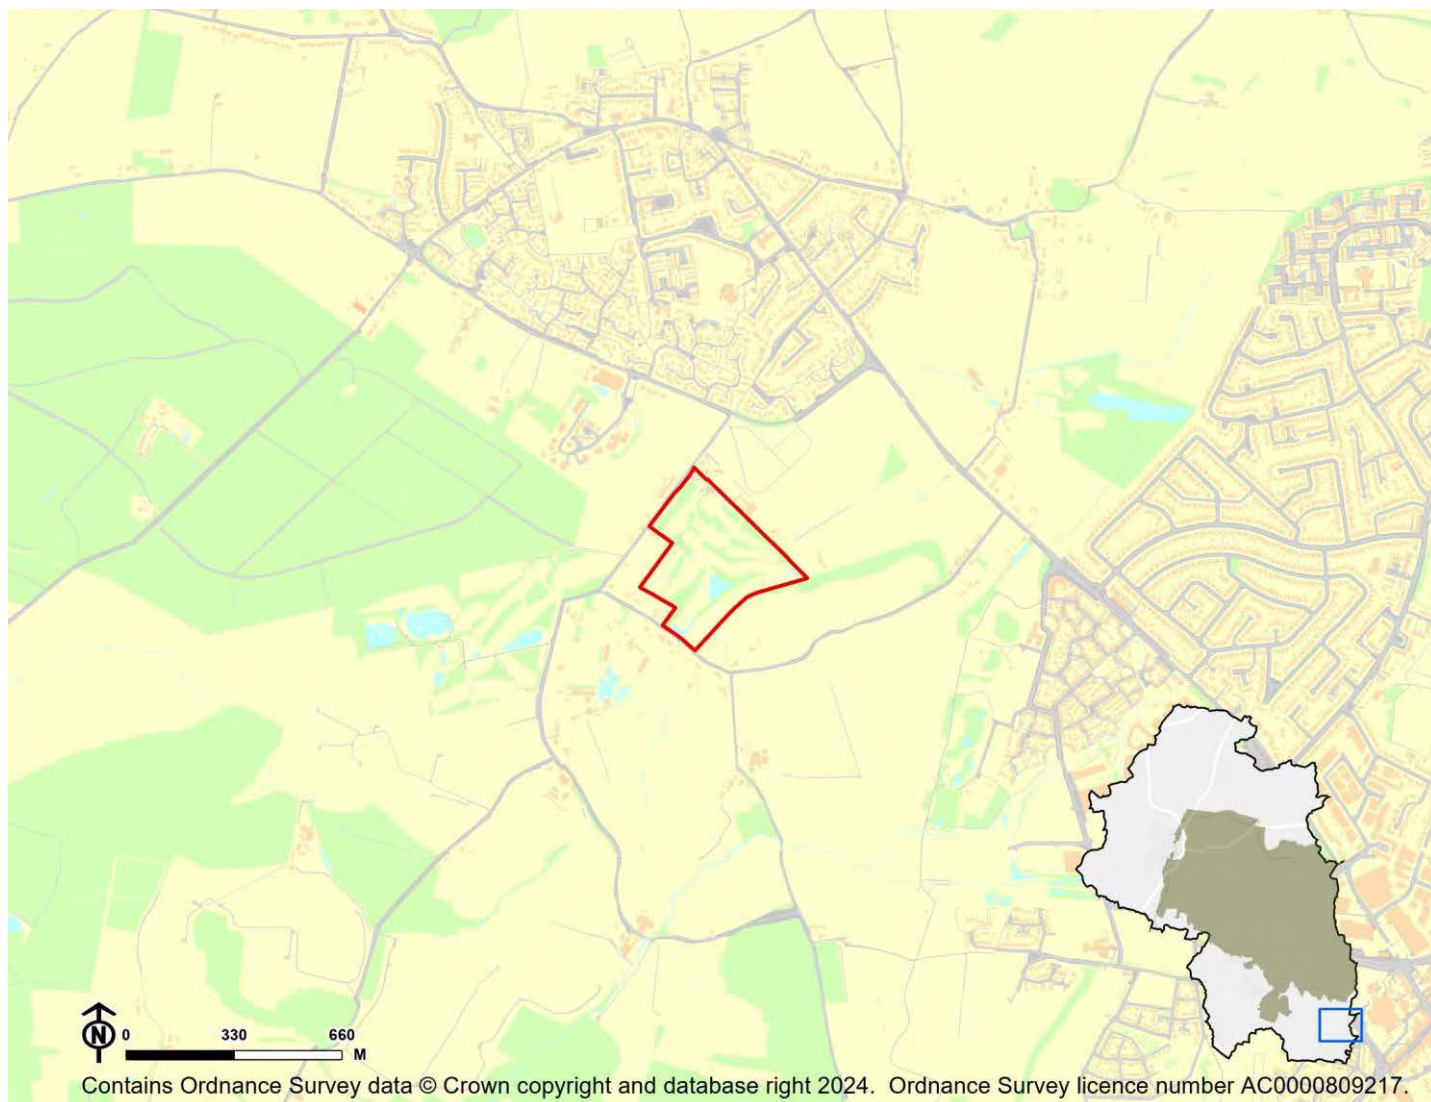 N
0 330 660
M
Contains Ordnance Survey data © Crown copyright and database right 2024. Ordnance Survey licence number AC0000809217.